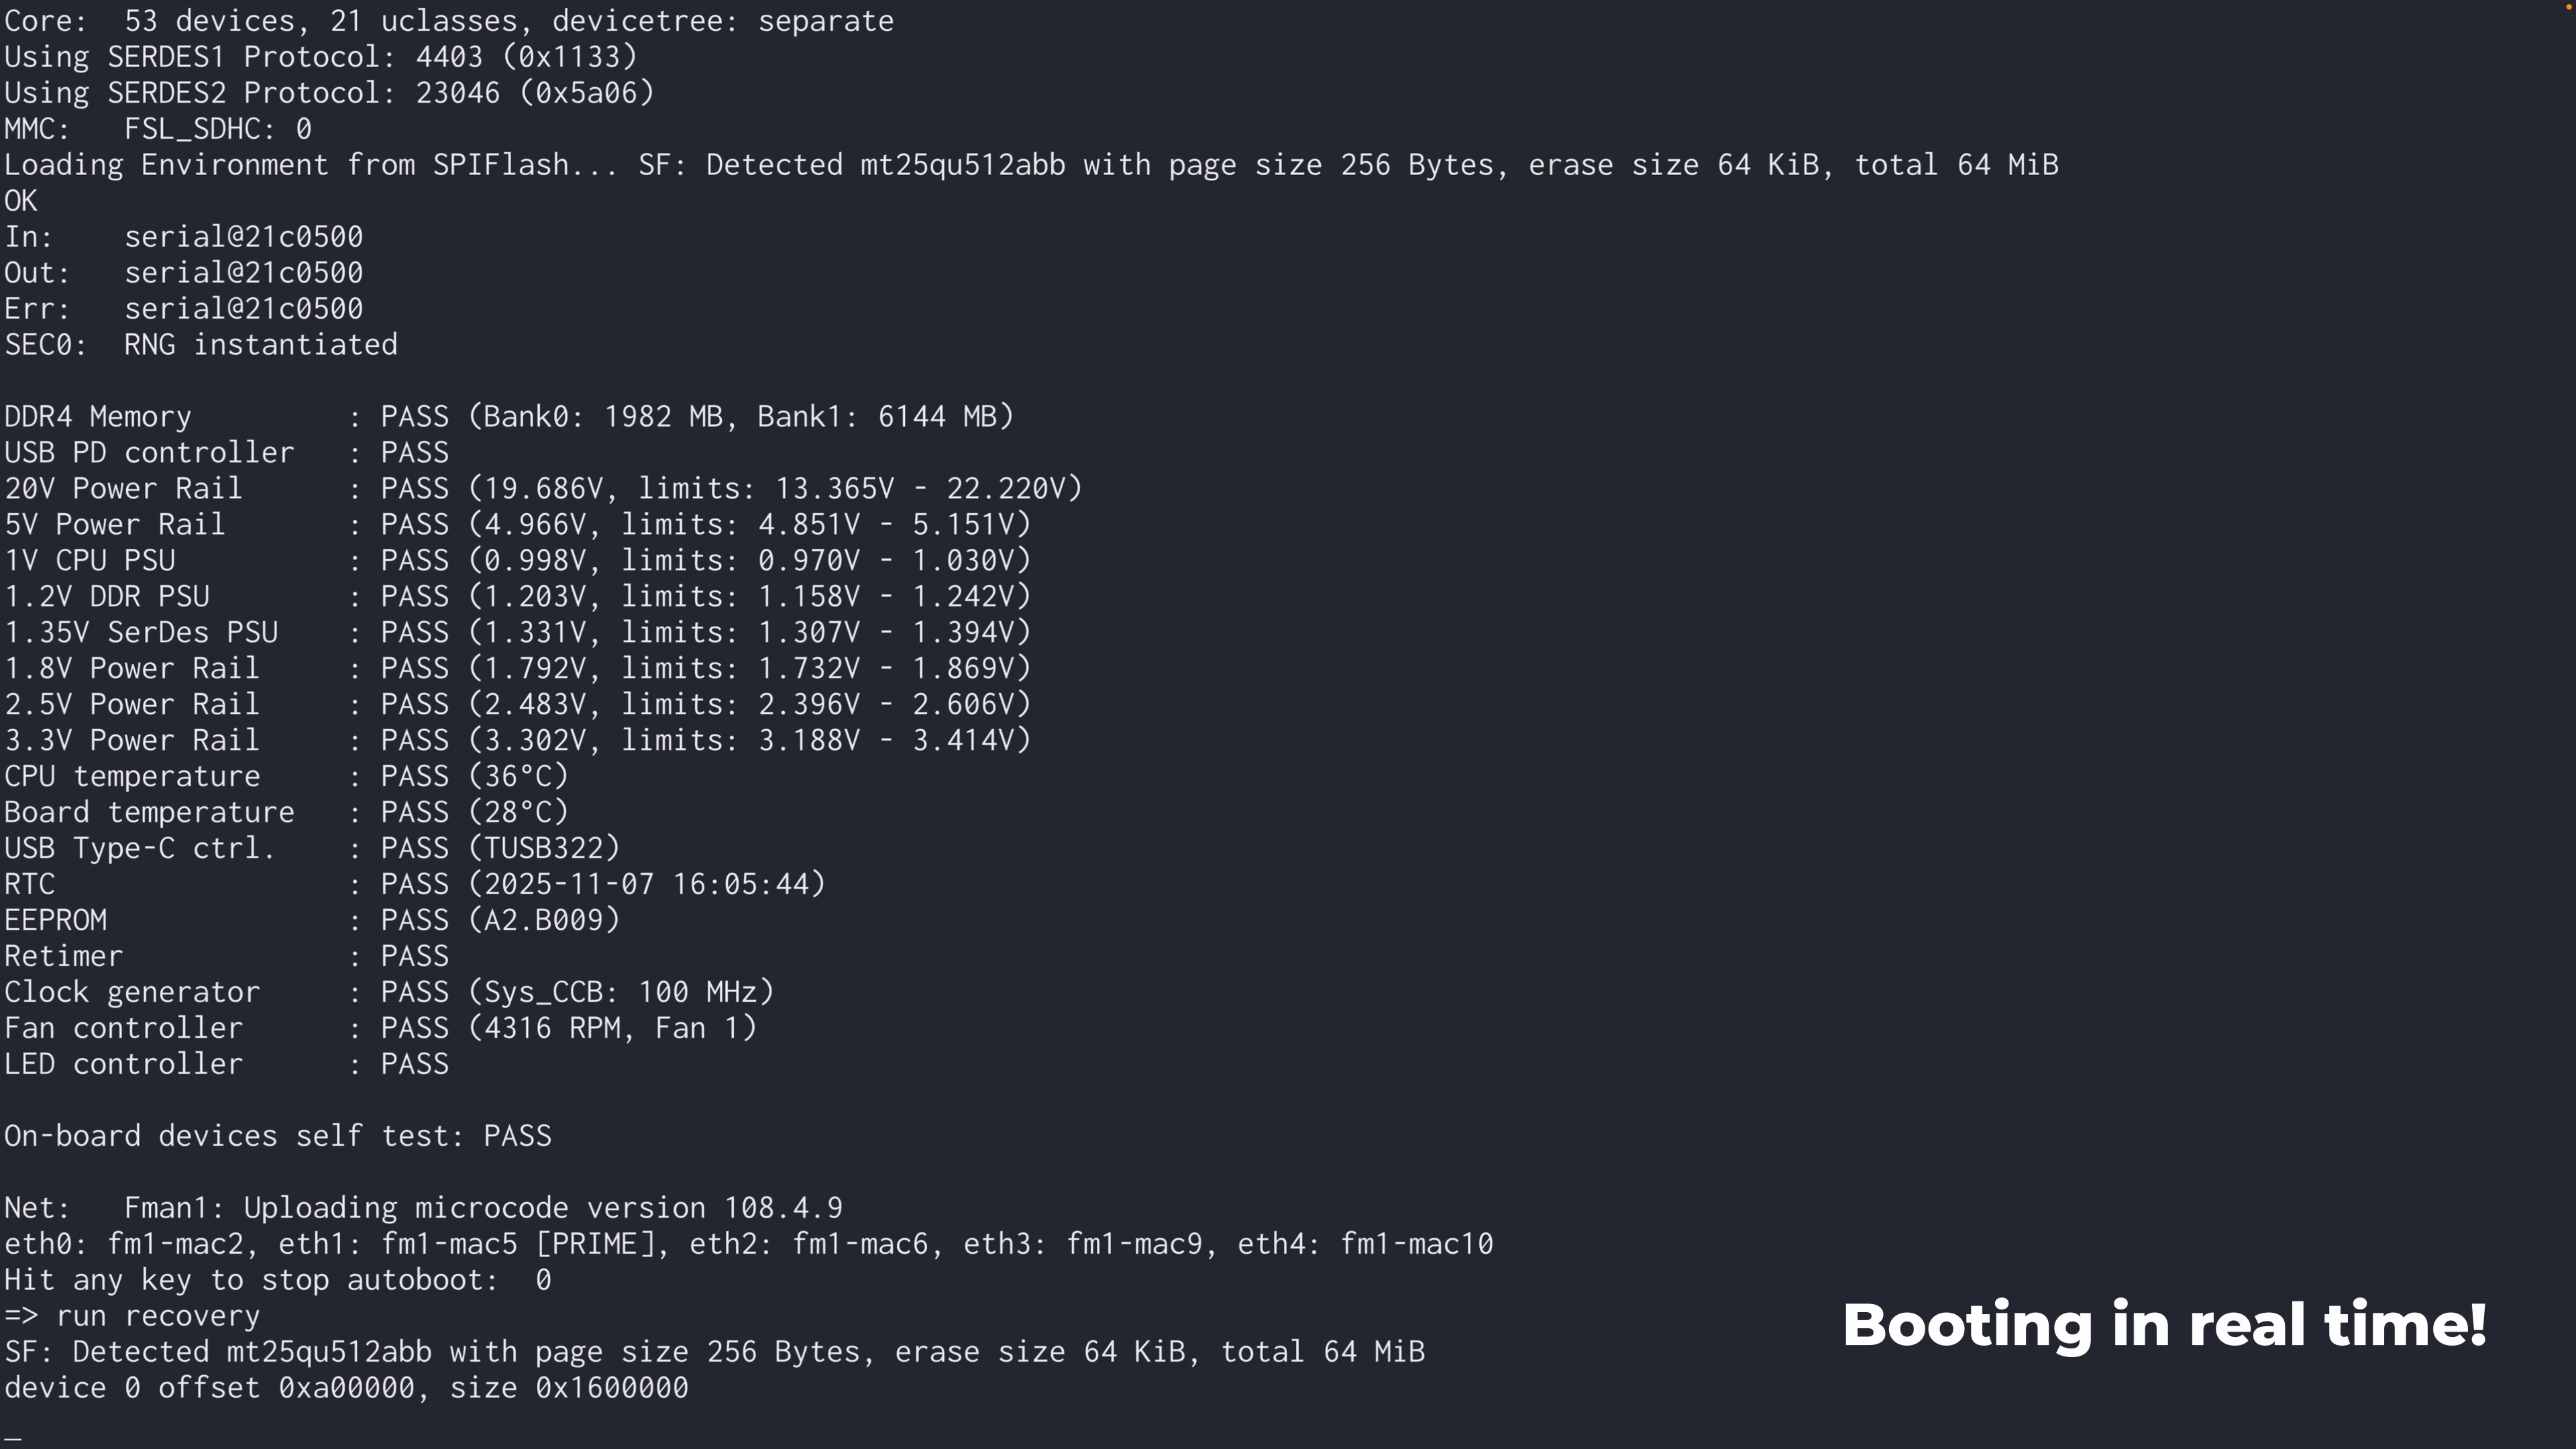 Core:  53 devices, 21 uclasses, devicetree: separate
Using SERDES1 Protocol: 4403 (0x1133)
Using SERDES2 Protocol: 23046 (0x5a06)
MMC:   FSL_SDHC: 0
Loading Environment from SPIFlash... SF: Detected mt25qu512abb with page size 256 Bytes, erase size 64 KiB, total 64 MiB
OK
In:    serial@21c0500
Out:   serial@21c0500
Err:   serial@21c0500
SEC0:  RNG instantiated
DDR4 Memory         : PASS (Bank0: 1982 MB, Bank1: 6144 MB)
USB PD controller   : PASS
20V Power Rail      : PASS (19.686V, limits: 13.365V - 22.220V)
5V Power Rail       : PASS (4.966V, limits: 4.851V - 5.151V)
1V CPU PSU          : PASS (0.998V, limits: 0.970V - 1.030V)
1.2V DDR PSU        : PASS (1.203V, limits: 1.158V - 1.242V)
1.35V SerDes PSU    : PASS (1.331V, limits: 1.307V - 1.394V)
1.8V Power Rail     : PASS (1.792V, limits: 1.732V - 1.869V)
2.5V Power Rail     : PASS (2.483V, limits: 2.396V - 2.606V)
3.3V Power Rail     : PASS (3.302V, limits: 3.188V - 3.414V)
CPU temperature     : PASS (36°C)
Board temperature   : PASS (28°C)
USB Type-C ctrl.    : PASS (TUSB322)
RTC                 : PASS (2025-11-07 16:05:44)
EEPROM              : PASS (A2.B009)
Retimer             : PASS
Clock generator     : PASS (Sys_CCB: 100 MHz)
Fan controller      : PASS (4316 RPM, Fan 1)
LED controller      : PASS
On-board devices self test: PASS
Net:   Fman1: Uploading microcode version 108.4.9
eth0: fm1-mac2, eth1: fm1-mac5 [PRIME], eth2: fm1-mac6, eth3: fm1-mac9, eth4: fm1-mac10
Hit any key to stop autoboot:  0
=> run recovery
SF: Detected mt25qu512abb with page size 256 Bytes, erase size 64 KiB, total 64 MiB
device 0 offset 0xa00000, size 0x1600000
_
Booting in real time!